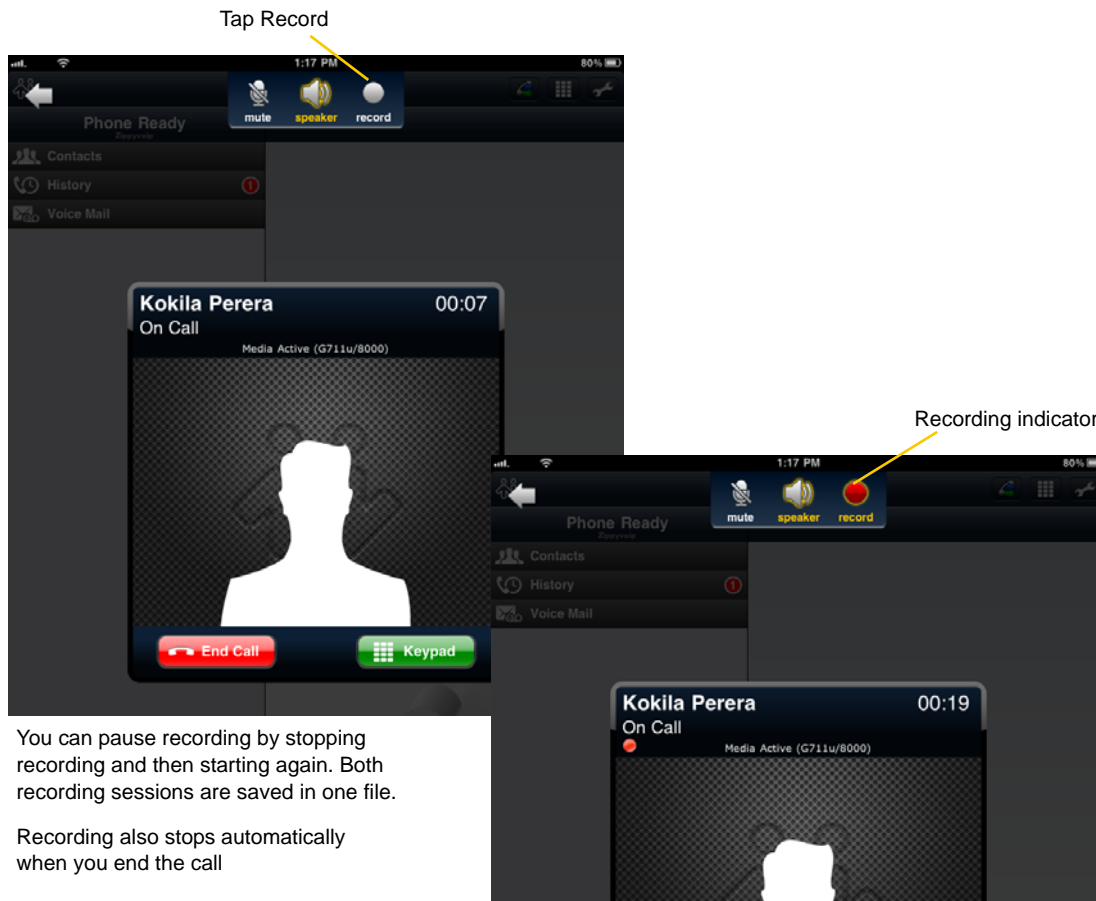 Tap Record
1:17 PM
80%
mute speaker record
Phone Ready
Zippyvoip
Contacts
History 1
Voice Mail
Kokila Perera 00:07
On Call
Media Active (G711u/8000)
End Call Keypad
You can pause recording by stopping
recording and then starting again. Both
recording sessions are saved in one file.
Recording also stops automatically
when you end the call
Recording indicator
1:17 PM
80%
mute speaker record
Phone Ready
Zippyvoip
Contacts
History 1
Voice Mail
Kokila Perera 00:19
On Call
Media Active (G711u/8000)